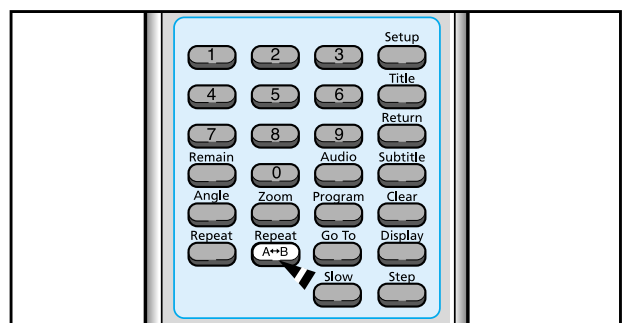 Setup
1 2 3
Title
4 5 6
Return
7 8 9
Remain Audio Subtitle
0
Angle Zoom Program Clear
Repeat Repeat Go To Display
A↔B
Slow Step